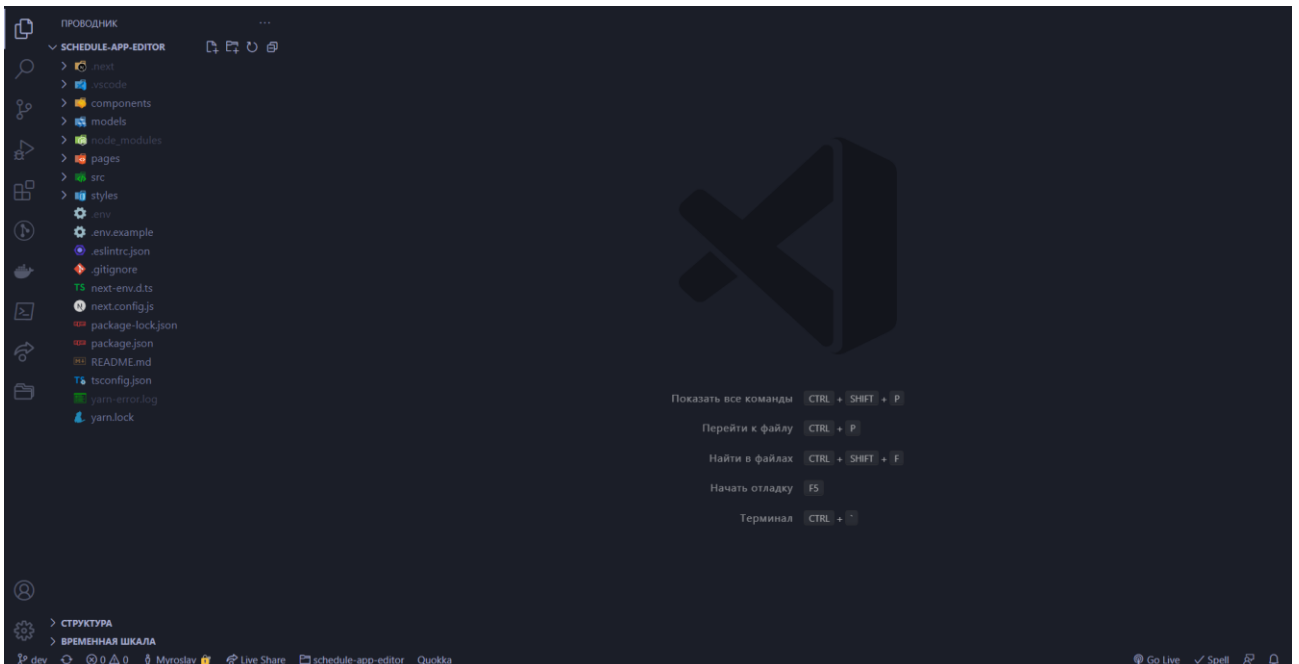 ПРОВОДНИК ...
SCHEDULE-APP-EDITOR
.next
.vscode
components
models
node_modules
pages
src
styles
.env
.env.example
.eslintrc.json
.gitignore
TS next-env.d.ts
N next.config.js
package-lock.json
package.json
README.md
TS tsconfig.json
yarn-error.log
yarn.lock
Показать все команды CTRL + SHIFT + P
Перейти к файлу CTRL + P
Найти в файлах CTRL + SHIFT + F
Начать отладку F5
Терминал CTRL + `
СТРУКТУРА
ВРЕМЕННАЯ ШКАЛА
dev 0 0 Myroslav Live Share schedule-app-editor Quokka Go Live Spell